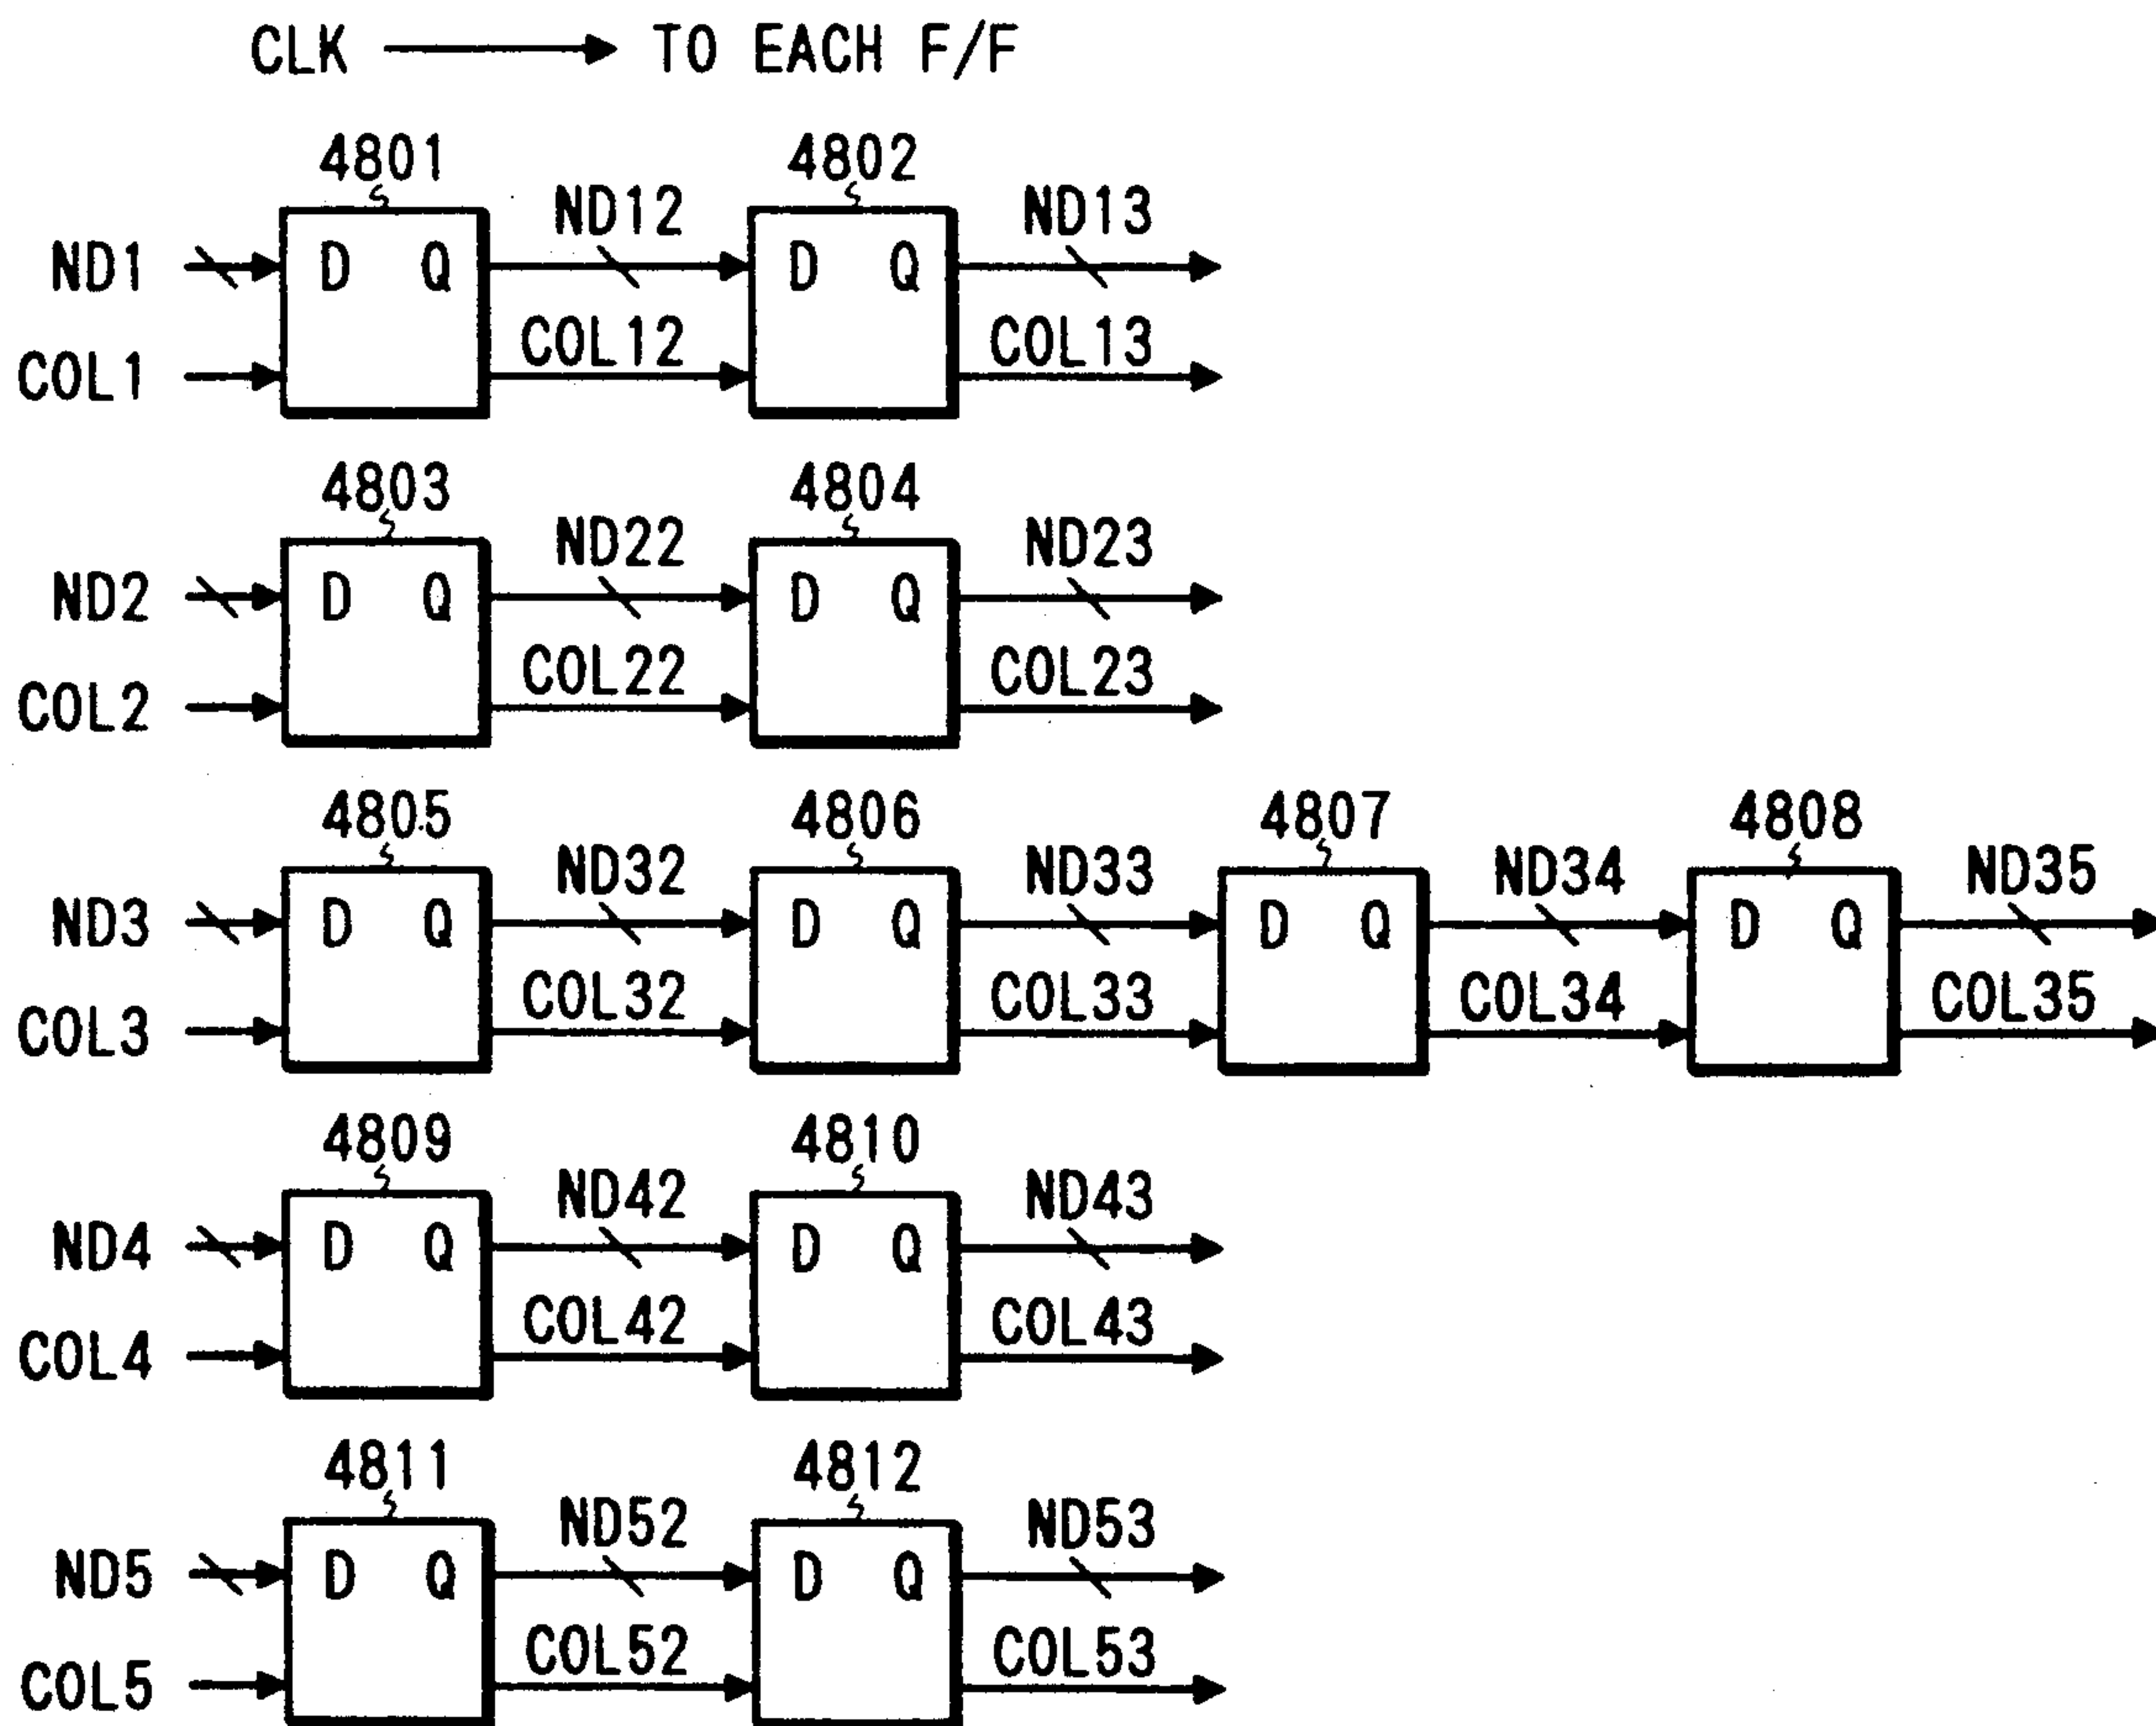 CLK TO EACH F/F
4801 4802
ND1 D Q ND12 D Q ND13
COL1 COL12 COL13
4803 4804
ND2 D Q ND22 D Q ND23
COL2 COL22 COL23
4805 4806 4807 4808
ND3 D Q ND32 D Q ND33 D Q ND34 D Q ND35
COL3 COL32 COL33 COL34 COL35
4809 4810
ND4 D Q ND42 D Q ND43
COL4 COL42 COL43
4811 4812
ND5 D Q ND52 D Q ND53
COL5 COL52 COL53